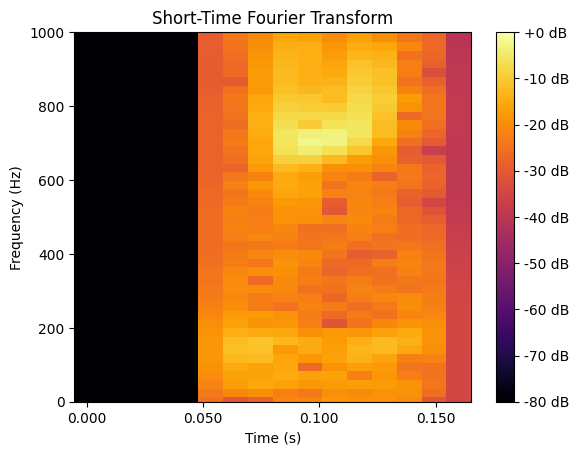 Short-Time Fourier Transform
Frequency (Hz)
1000
800
600
400
200
0
0.000
0.050
0.100
0.150
Time (s)
+0 dB
-10 dB
-20 dB
-30 dB
-40 dB
-50 dB
-60 dB
-70 dB
-80 dB